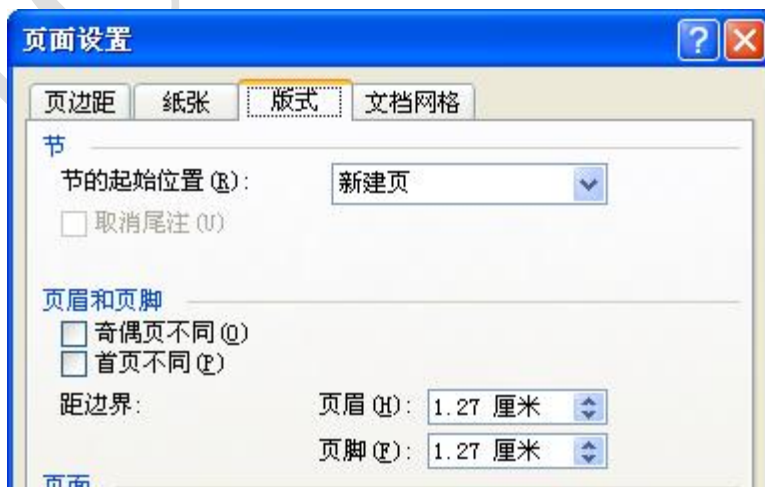 页面设置
页边距 纸张 版式 文档网格
节
节的起始位置(R): 新建页
取消尾注(U)
页眉和页脚
奇偶页不同(O)
首页不同(P)
距边界: 页眉(H): 1.27 厘米
页脚(F): 1.27 厘米
页面